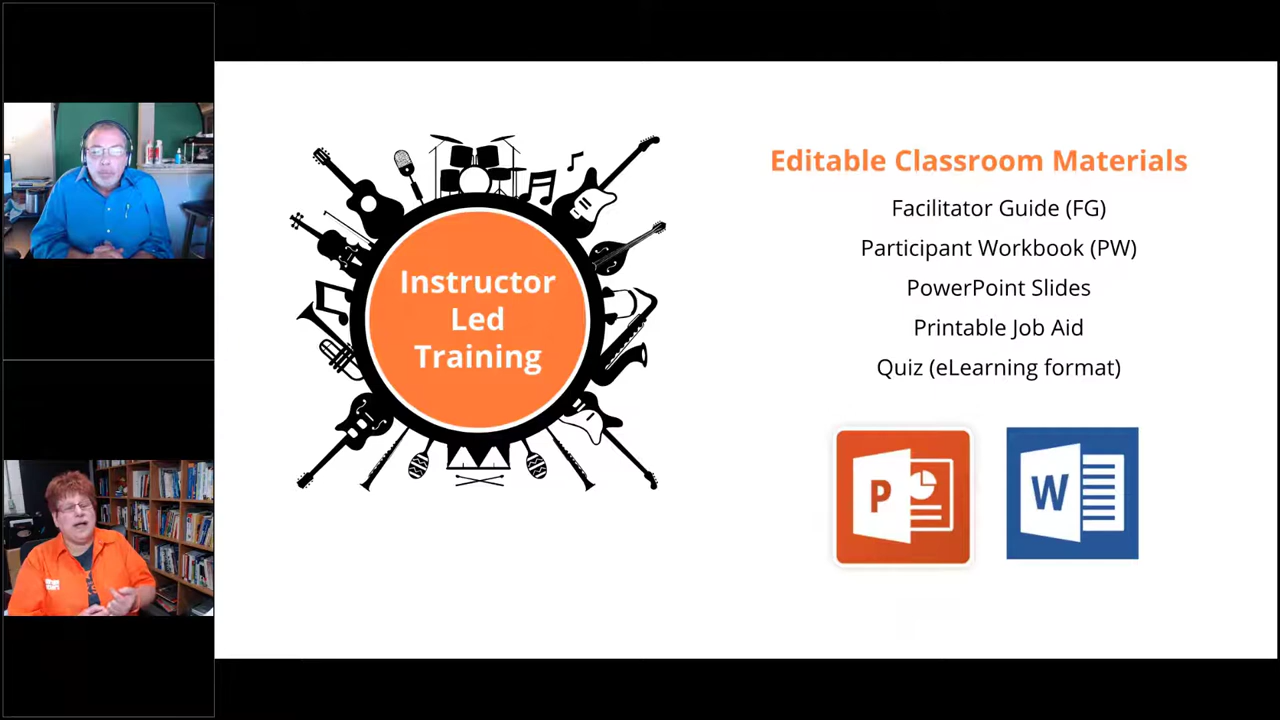 Editable Classroom Materials
Facilitator Guide (FG)
Participant Workbook (PW)
PowerPoint Slides
Printable Job Aid
Quiz (eLearning format)
Instructor
Led
Training
P
W